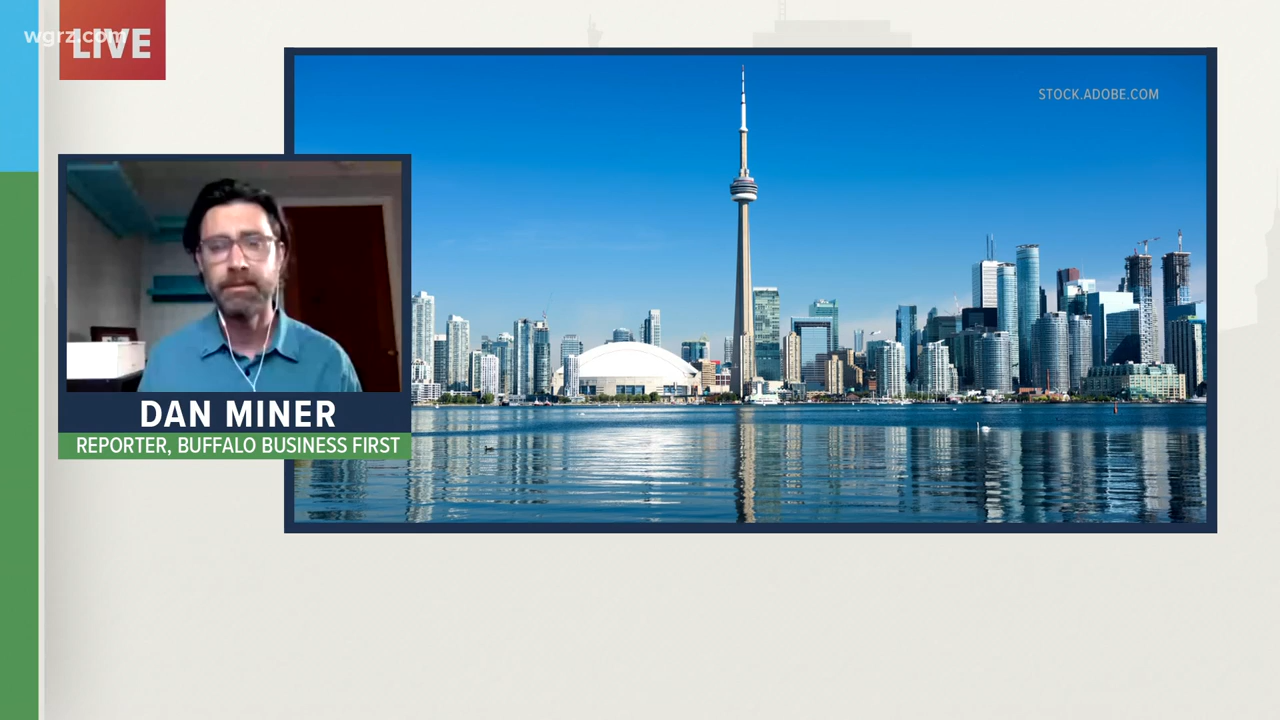 wgrz.com
LIVE
STOCK.ADOBE.COM
DAN MINER
REPORTER, BUFFALO BUSINESS FIRST